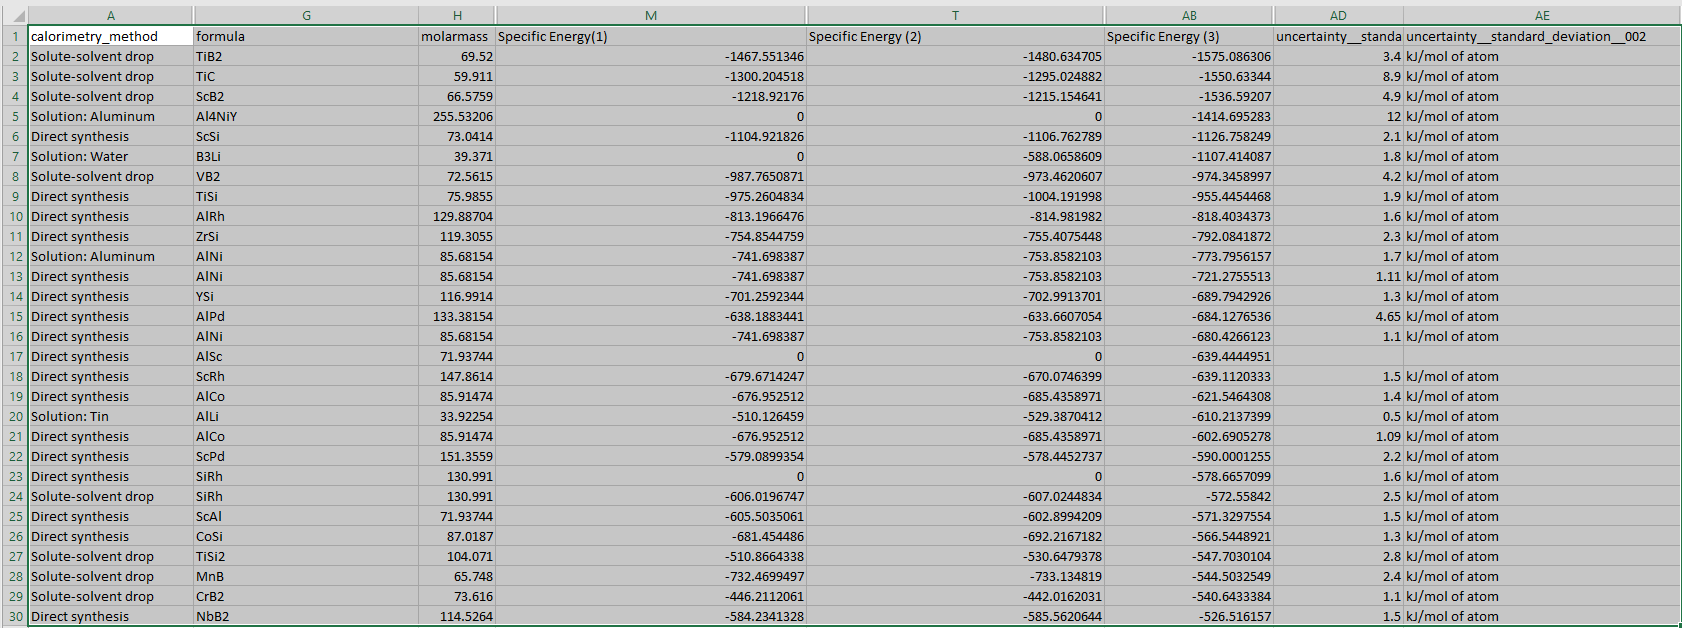 A G H M T AB AD AE
1 calorimetry_method formula molarmass Specific Energy(1) Specific Energy (2) Specific Energy (3) uncertainty__standa uncertainty__standard_deviation__002
2 Solute-solvent drop TiB2 69.52 -1467.551346 -1480.634705 -1575.086306 3.4 kJ/mol of atom
3 Solute-solvent drop TiC 59.911 -1300.204518 -1295.024882 -1550.63344 8.9 kJ/mol of atom
4 Solute-solvent drop ScB2 66.5759 -1218.92176 -1215.154641 -1536.59207 4.9 kJ/mol of atom
5 Solution: Aluminum Al4NiY 255.53206 0 0 -1414.695283 12 kJ/mol of atom
6 Direct synthesis ScSi 73.0414 -1104.921826 -1106.762789 -1126.758249 2.1 kJ/mol of atom
7 Solution: Water B3Li 39.371 0 -588.0658609 -1107.414087 1.8 kJ/mol of atom
8 Solute-solvent drop VB2 72.5615 -987.7650871 -973.4620607 -974.3458997 4.2 kJ/mol of atom
9 Direct synthesis TiSi 75.9855 -975.2604834 -1004.191998 -955.4454468 1.9 kJ/mol of atom
10 Direct synthesis AlRh 129.88704 -813.1966476 -814.981982 -818.4034373 1.6 kJ/mol of atom
11 Direct synthesis ZrSi 119.3055 -754.8544759 -755.4075448 -792.0841872 2.3 kJ/mol of atom
12 Solution: Aluminum AlNi 85.68154 -741.698387 -753.8582103 -773.7956157 1.7 kJ/mol of atom
13 Direct synthesis AlNi 85.68154 -741.698387 -753.8582103 -721.2755513 1.11 kJ/mol of atom
14 Direct synthesis YSi 116.9914 -701.2592344 -702.9913701 -689.7942926 1.3 kJ/mol of atom
15 Direct synthesis AlPd 133.38154 -638.1883441 -633.6607054 -684.1276536 4.65 kJ/mol of atom
16 Direct synthesis AlNi 85.68154 -741.698387 -753.8582103 -680.4266123 1.1 kJ/mol of atom
17 Direct synthesis AlSc 71.93744 0 0 -639.4444951
18 Direct synthesis ScRh 147.8614 -679.6714247 -670.0746399 -639.1120333 1.5 kJ/mol of atom
19 Direct synthesis AlCo 85.91474 -676.952512 -685.4358971 -621.5464308 1.4 kJ/mol of atom
20 Solution: Tin AlLi 33.92254 -510.126459 -529.3870412 -610.2137399 0.5 kJ/mol of atom
21 Direct synthesis AlCo 85.91474 -676.952512 -685.4358971 -602.6905278 1.09 kJ/mol of atom
22 Direct synthesis ScPd 151.3559 -579.0899354 -578.4452737 -590.0001255 2.2 kJ/mol of atom
23 Direct synthesis SiRh 130.991 0 0 -578.6657099 1.6 kJ/mol of atom
24 Solute-solvent drop SiRh 130.991 -606.0196747 -607.0244834 -572.55842 2.5 kJ/mol of atom
25 Direct synthesis ScAl 71.93744 -605.5035061 -602.8994209 -571.3297554 1.5 kJ/mol of atom
26 Direct synthesis CoSi 87.0187 -681.454486 -692.2167182 -566.5448921 1.3 kJ/mol of atom
27 Solute-solvent drop TiSi2 104.071 -510.8664338 -530.6479378 -547.7030104 2.8 kJ/mol of atom
28 Solute-solvent drop MnB 65.748 -732.4699497 -733.134819 -544.5032549 2.4 kJ/mol of atom
29 Solute-solvent drop CrB2 73.616 -446.2112061 -442.0162031 -540.6433384 1.1 kJ/mol of atom
30 Direct synthesis NbB2 114.5264 -584.2341328 -585.5620644 -526.516157 1.5 kJ/mol of atom